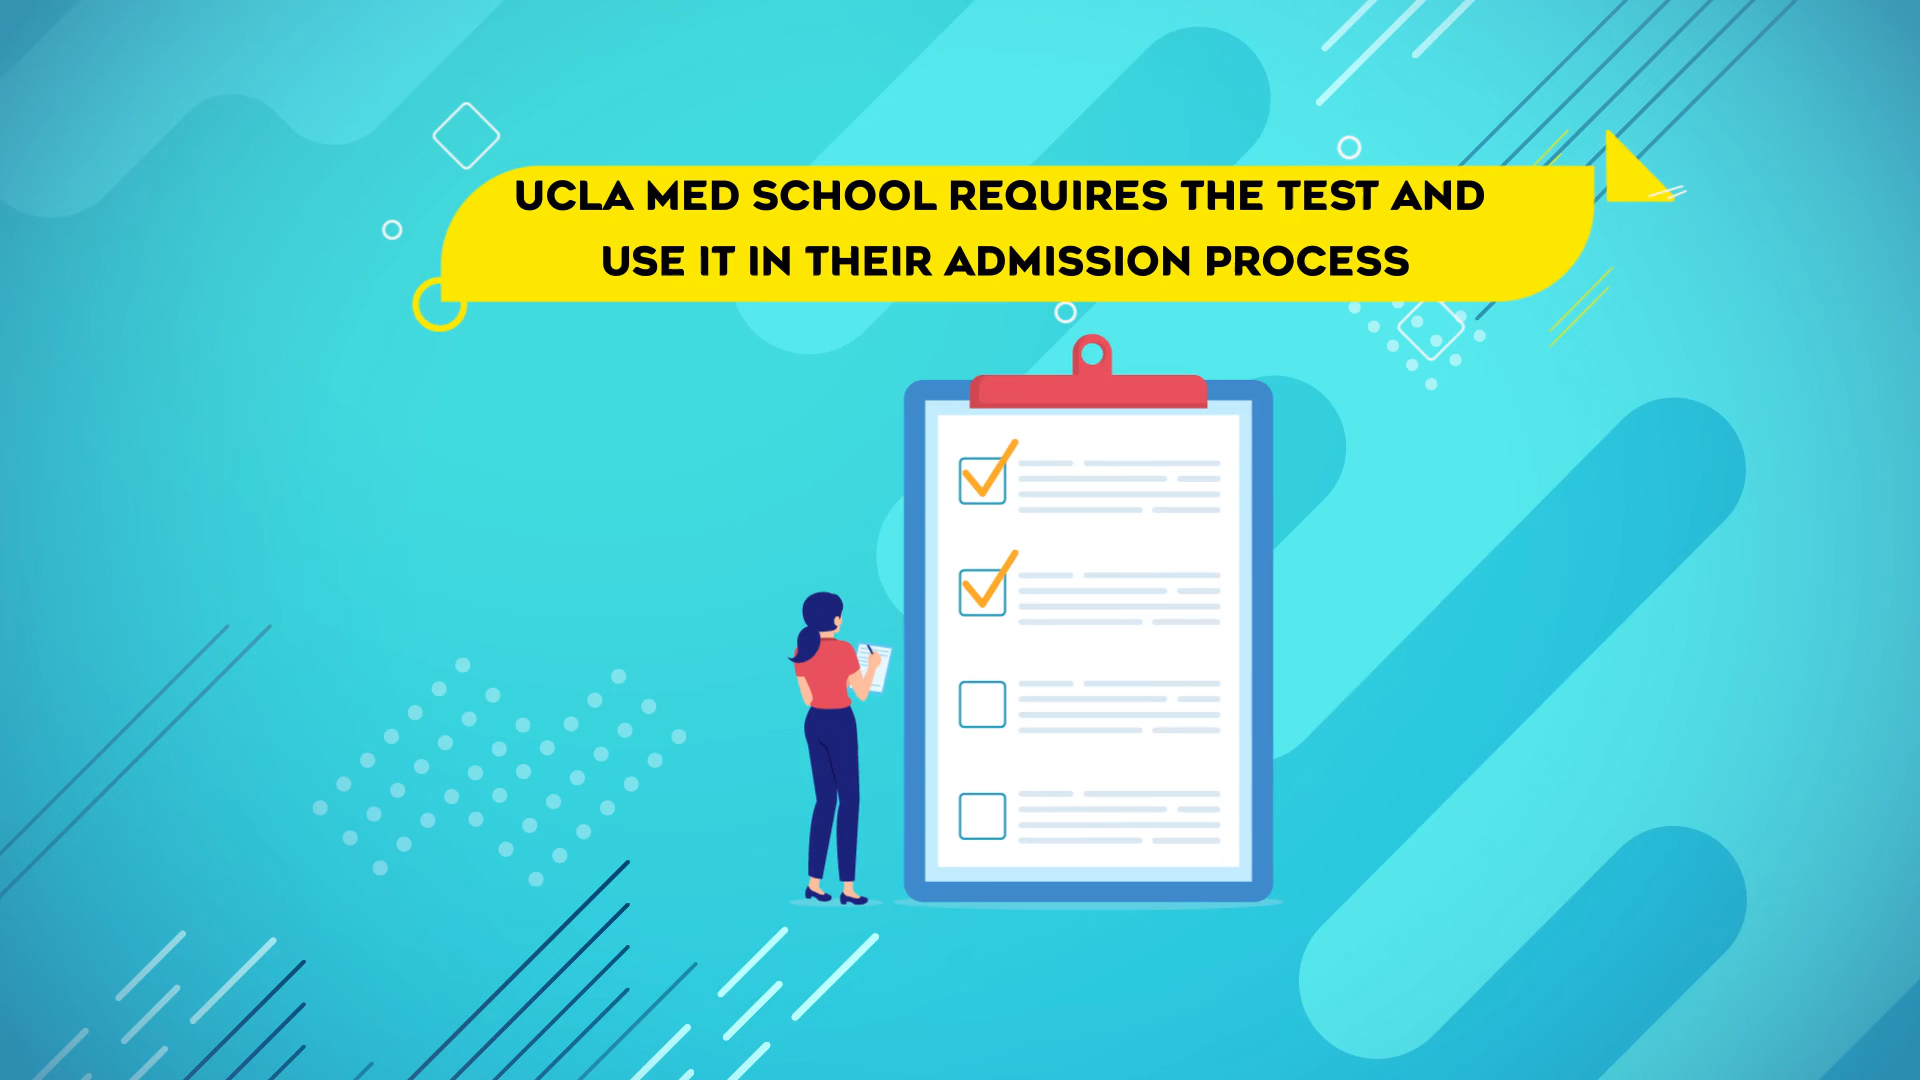 UCLA MED SCHOOL REQUIRES THE TEST AND
USE IT IN THEIR ADMISSION PROCESS